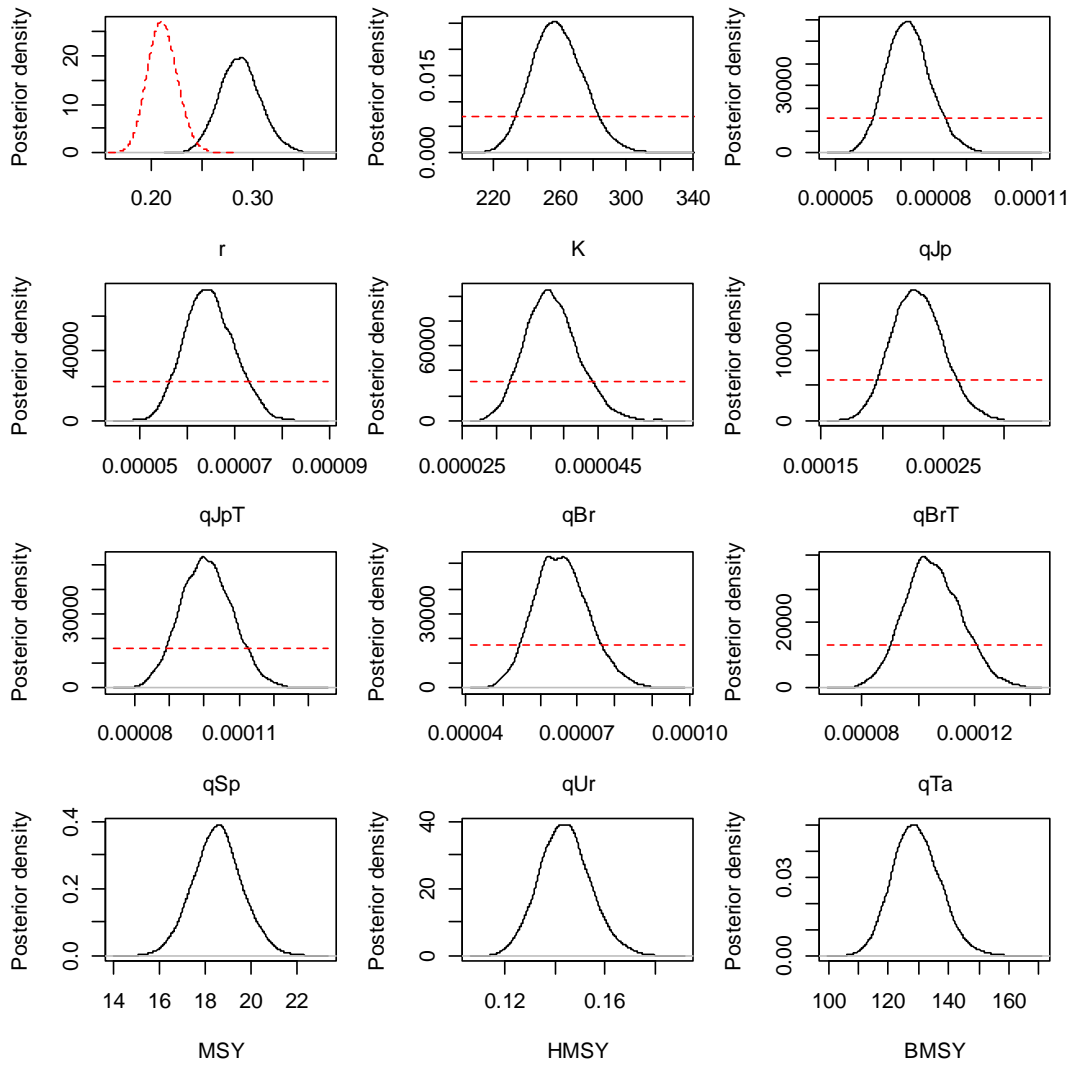 Posterior density
0 10 20
0.20 0.30
r
Posterior density
0.000 0.015
220 260 300 340
K
Posterior density
0 30000
0.00005 0.00008 0.00011
qJp
Posterior density
0 40000
0.00005 0.00007 0.00009
qJpT
Posterior density
0 60000
0.000025 0.000045
qBr
Posterior density
0 10000
0.00015 0.00025
qBrT
Posterior density
0 30000
0.00008 0.00011
qSp
Posterior density
0 30000
0.00004 0.00007 0.00010
qUr
Posterior density
0 20000
0.00008 0.00012
qTa
Posterior density
0.0 0.2 0.4
14 16 18 20 22
MSY
Posterior density
0 20 40
0.12 0.16
HMSY
Posterior density
0.00 0.03
100 120 140 160
BMSY